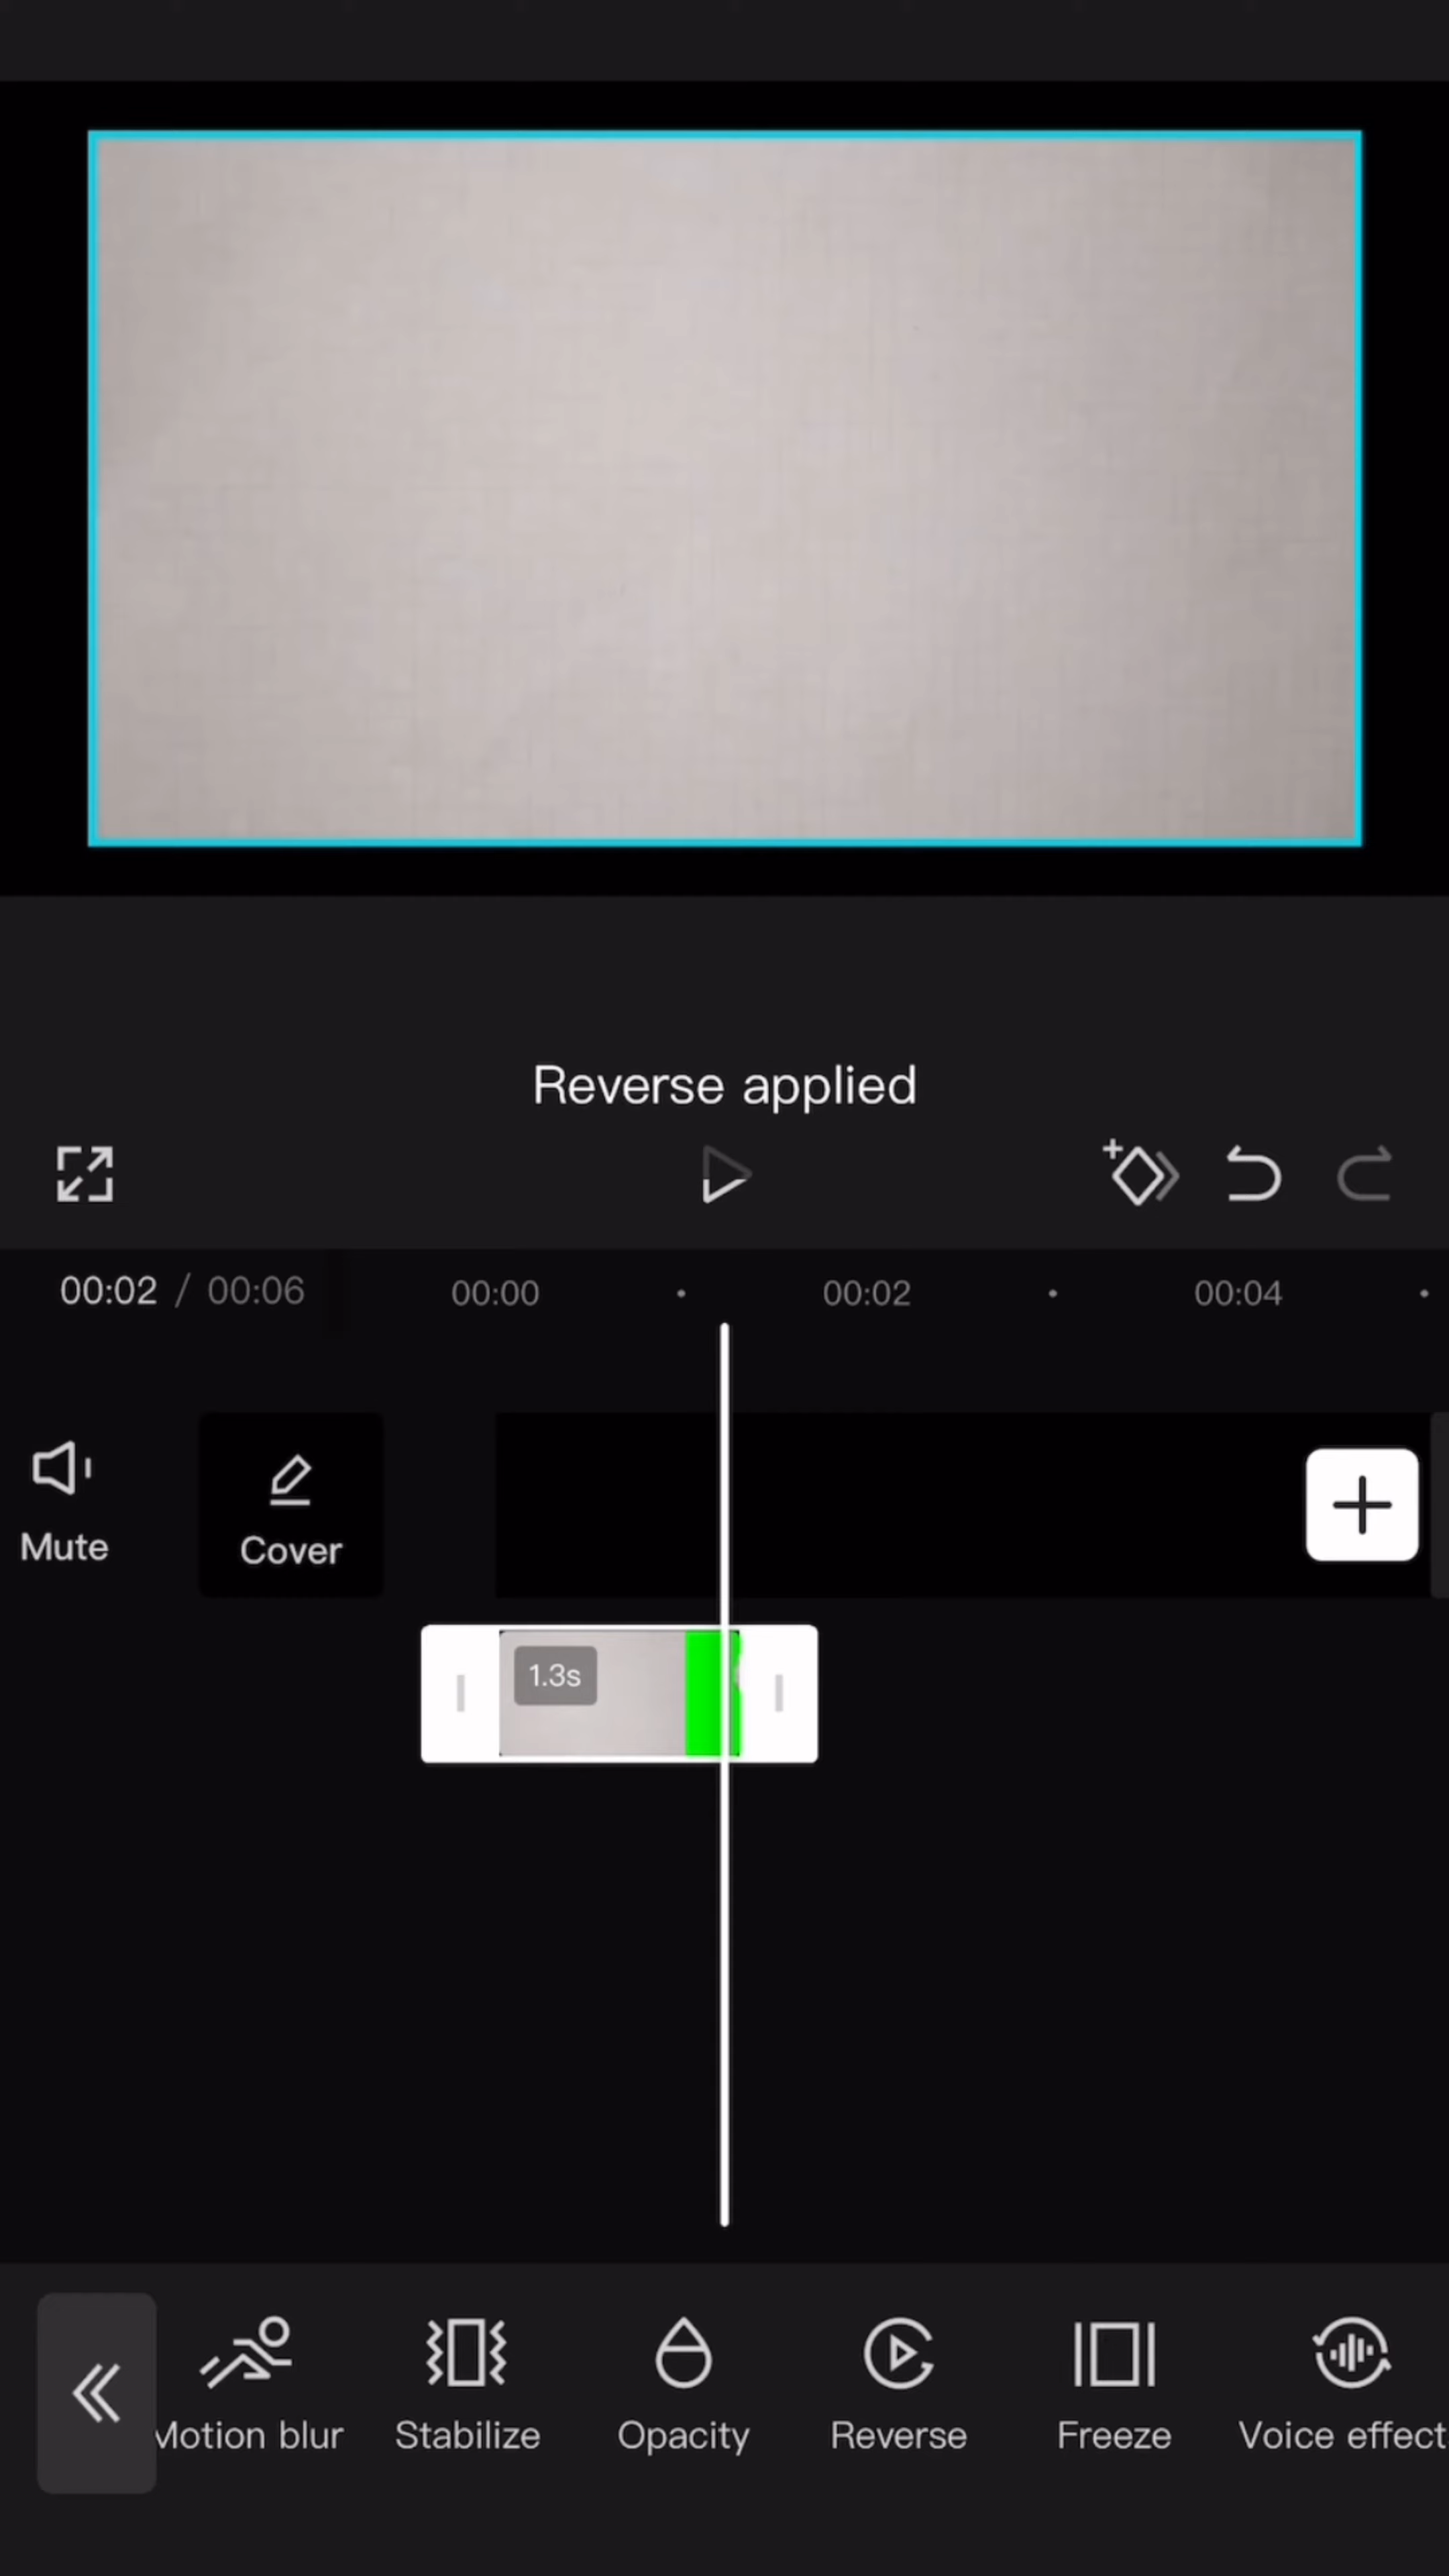 Reverse applied
00:02 / 00:06
00:00
00:02
00:04
Mute
Cover
1.3s
Motion blur
Stabilize
Opacity
Reverse
Freeze
Voice effect